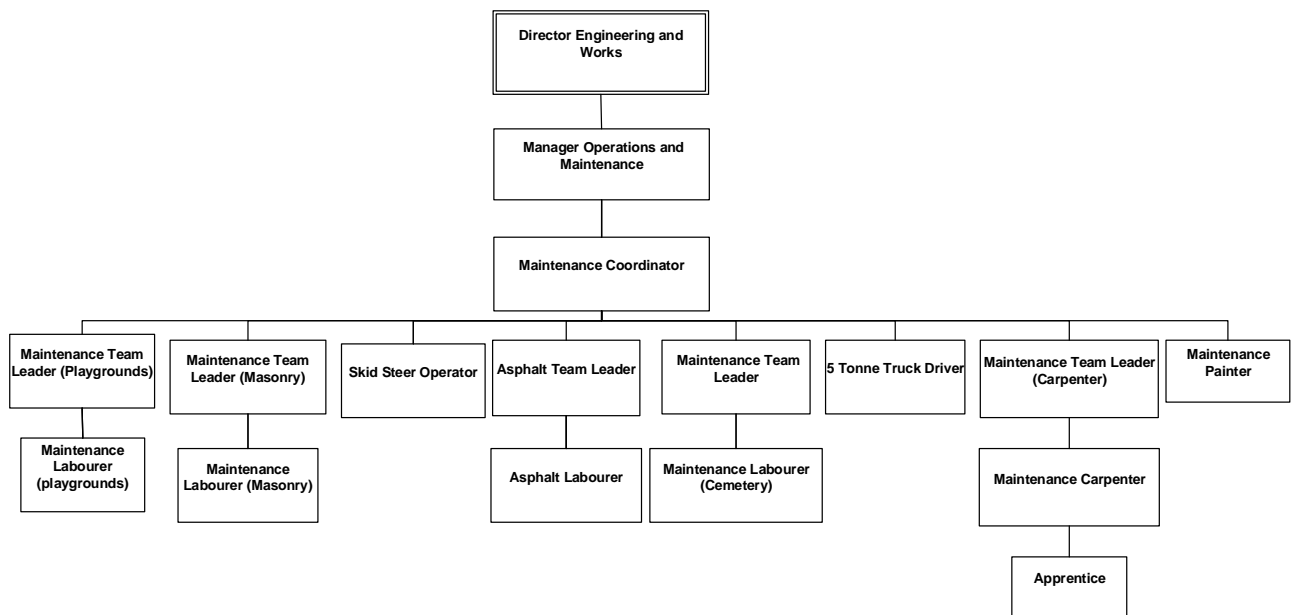 Director Engineering and
Works
Manager Operations and
Maintenance
Maintenance Coordinator
Maintenance Team
Leader (Playgrounds)
Maintenance Team
Leader (Masonry)
Skid Steer Operator
Asphalt Team Leader
Maintenance Team
Leader
5 Tonne Truck Driver
Maintenance Team Leader
(Carpenter)
Maintenance
Painter
Maintenance
Labourer
(playgrounds)
Maintenance
Labourer (Masonry)
Asphalt Labourer
Maintenance Labourer
(Cemetery)
Maintenance Carpenter
Apprentice